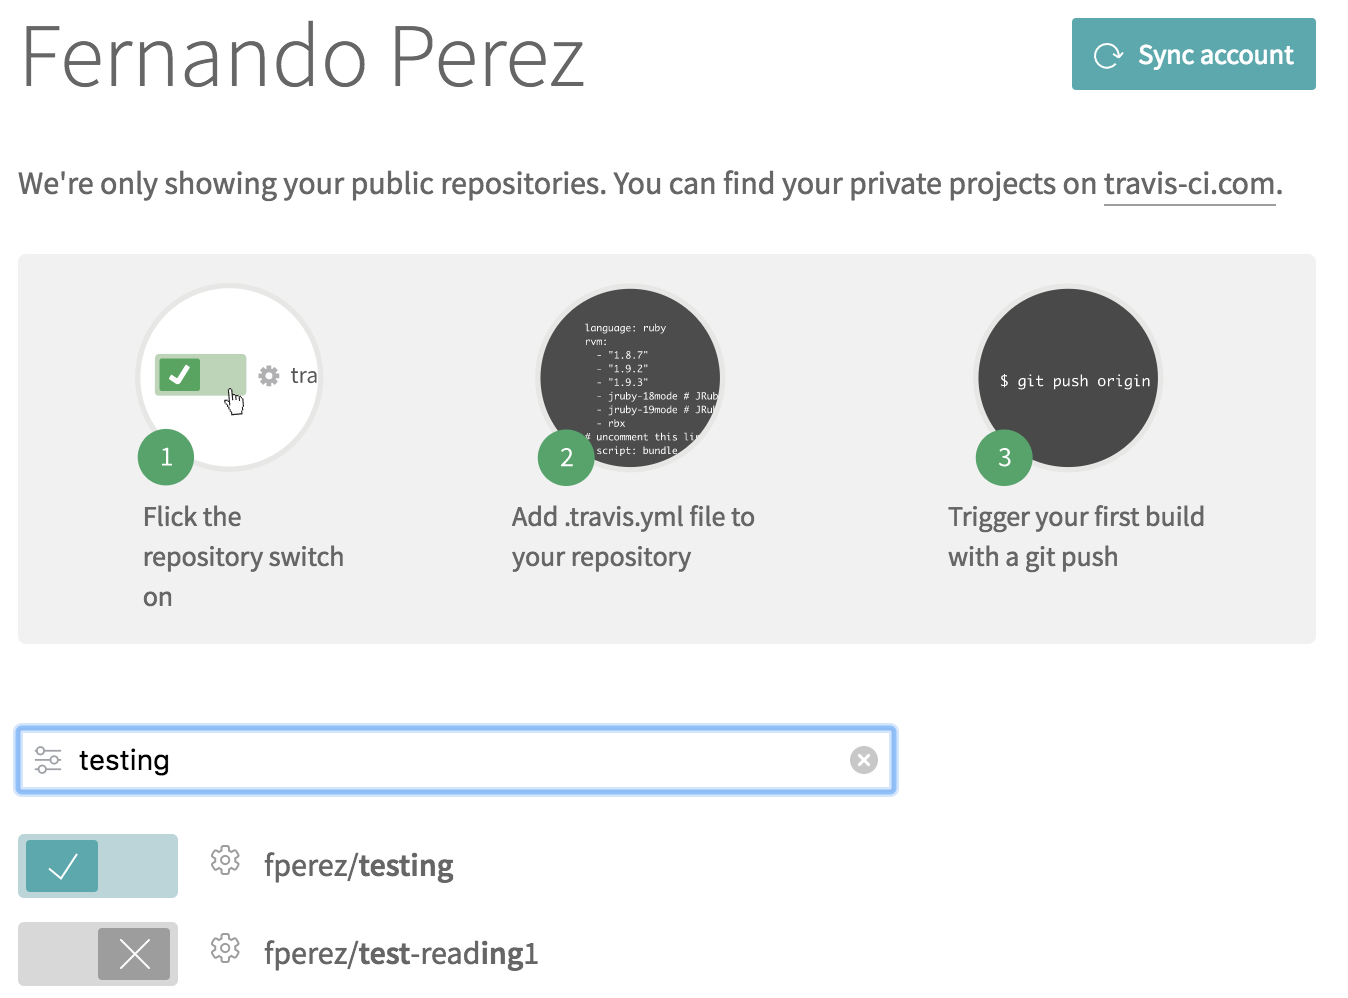 Fernando Perez
Sync account
We're only showing your public repositories. You can find your private projects on travis-ci.com.
tra
1
Flick the
repository switch
on
language: ruby
rvm:
- "1.8.7"
- "1.9.2"
- "1.9.3"
- jruby-18mode # JRub
- jruby-19mode # JRu
- rbx
# uncomment this li
script: bundle
2
Add .travis.yml file to
your repository
$ git push origin
3
Trigger your first build
with a git push
testing
fperez/testing
fperez/test-reading1